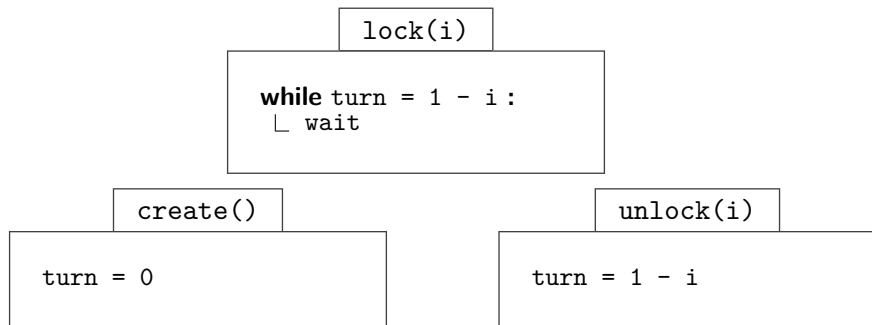 lock(i)
while turn = 1 - i :
wait
create()
turn = 0
unlock(i)
turn = 1 - i